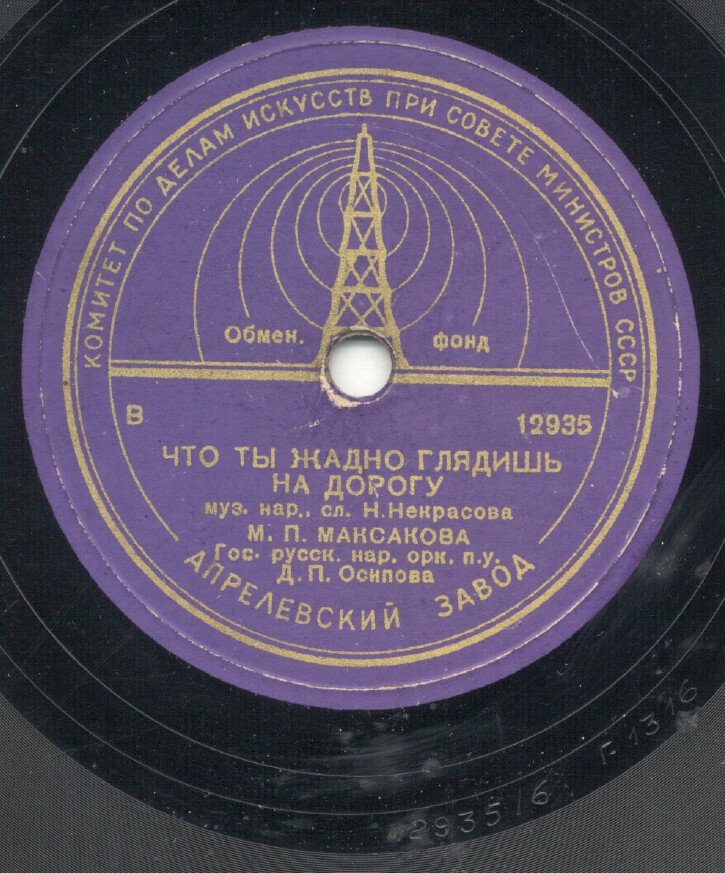 КОМИТЕТ ПО ДЕЛАМ ИСКУССТВ ПРИ СОВЕТЕ МИНИСТРОВ СССР
Обмен. фонд
В 12935
ЧТО ТЫ ЖАДНО ГЛЯДИШЬ
НА ДОРОГУ
муз. нар., сл. Н.Некрасова
М. П. МАКСАКОВА
Гос. русск. нар. орк. п.у.
Д.П. Осипова
АПРЕЛЕВСКИЙ ЗАВОД
2935/6 Г.1316